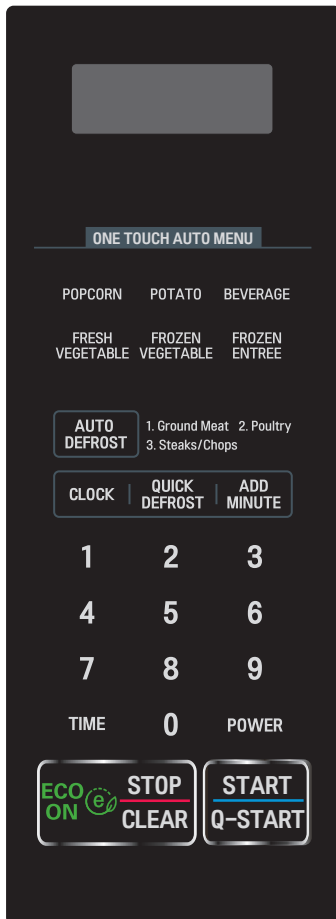 ONE TOUCH AUTO MENU
POPCORN POTATO BEVERAGE
FRESH VEGETABLE FROZEN VEGETABLE FROZEN ENTREE
AUTO DEFROST
1. Ground Meat 2. Poultry
3. Steaks/Chops
CLOCK QUICK DEFROST ADD MINUTE
1 2 3
4 5 6
7 8 9
TIME 0 POWER
ECO ON e STOP CLEAR
START Q-START